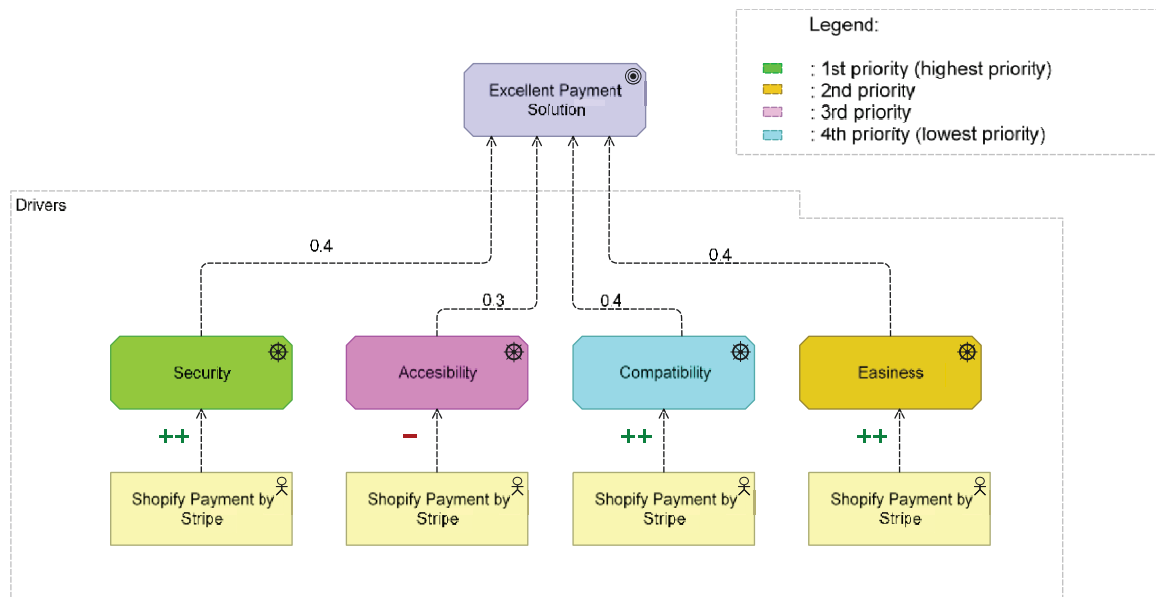 Legend:
: 1st priority (highest priority)
: 2nd priority
: 3rd priority
: 4th priority (lowest priority)
Excellent Payment
Solution
Drivers
0.4
0.3
0.4
0.4
Security
Accesibility
Compatibility
Easiness
++
-
++
++
Shopify Payment by
Stripe
Shopify Payment by
Stripe
Shopify Payment by
Stripe
Shopify Payment by
Stripe